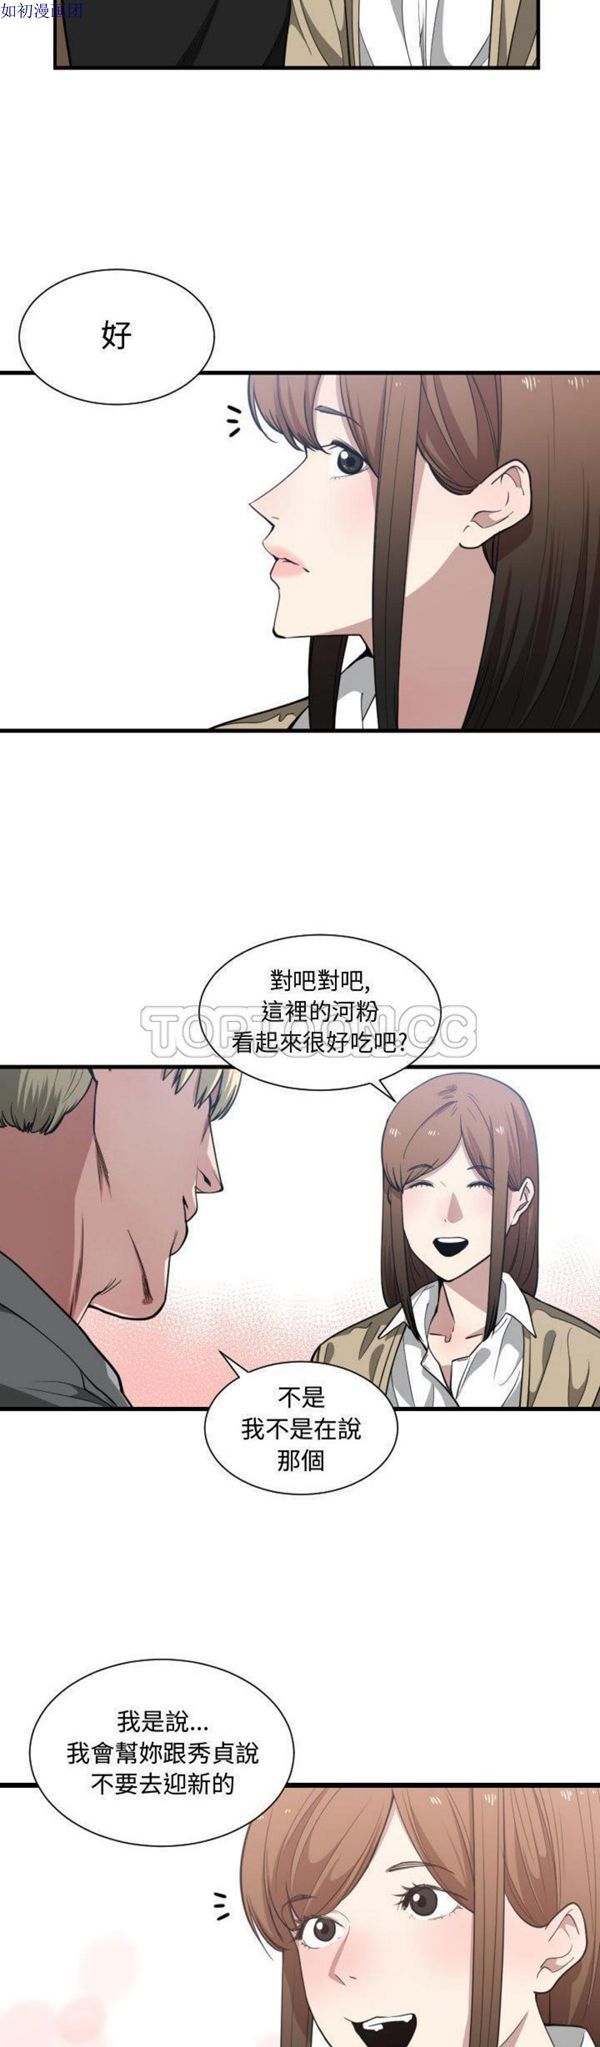 如初漫画团
好
對吧對吧,
這裡的河粉
看起來很好吃吧?
TOPTOON.CC
不是
我不是在說
那個
我是說...
我會幫妳跟秀貞說
不要去迎新的